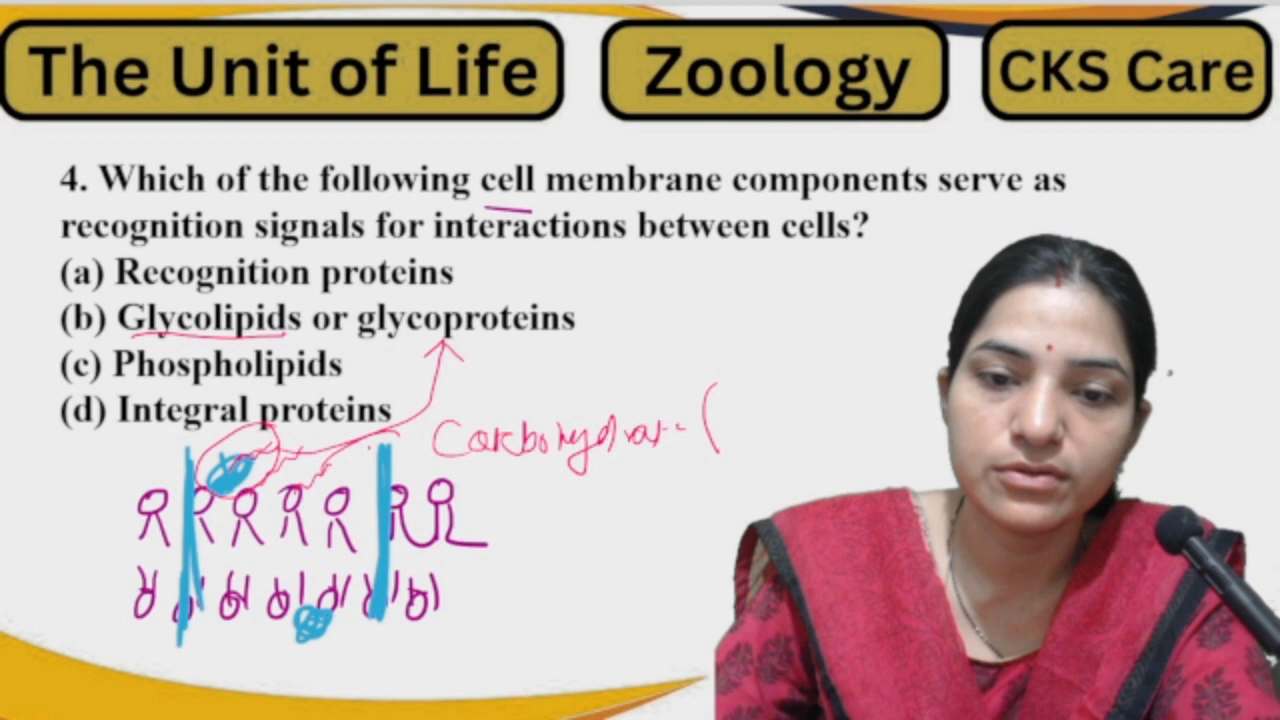 The Unit of Life
Zoology
CKS Care
4. Which of the following cell membrane components serve as
recognition signals for interactions between cells?
(a) Recognition proteins
(b) Glycolipids or glycoproteins
(c) Phospholipids
(d) Integral proteins